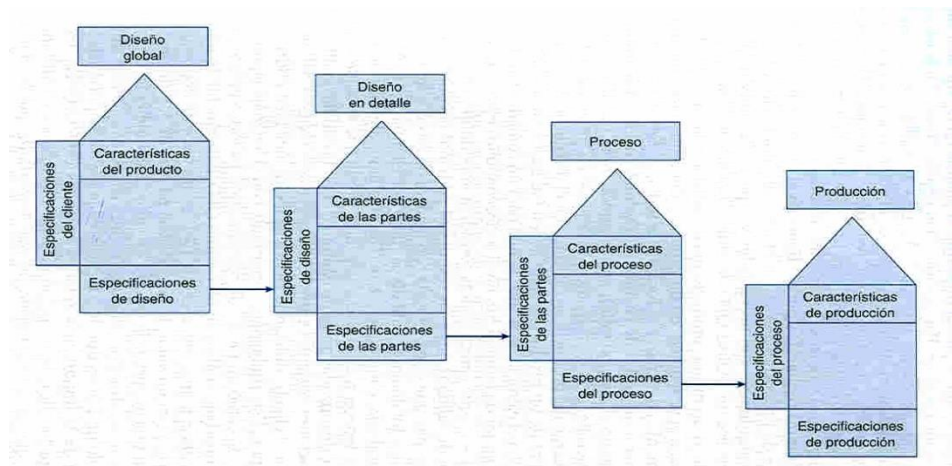 Diseño
global
Especificaciones
del cliente
Características
del producto
Especificaciones
de diseño
Diseño
en detalle
Especificaciones
de diseño
Características
de las partes
Especificaciones
de las partes
Proceso
Especificaciones
de las partes
Características
del proceso
Especificaciones
del proceso
Producción
Especificaciones
del proceso
Características
de producción
Especificaciones
de producción